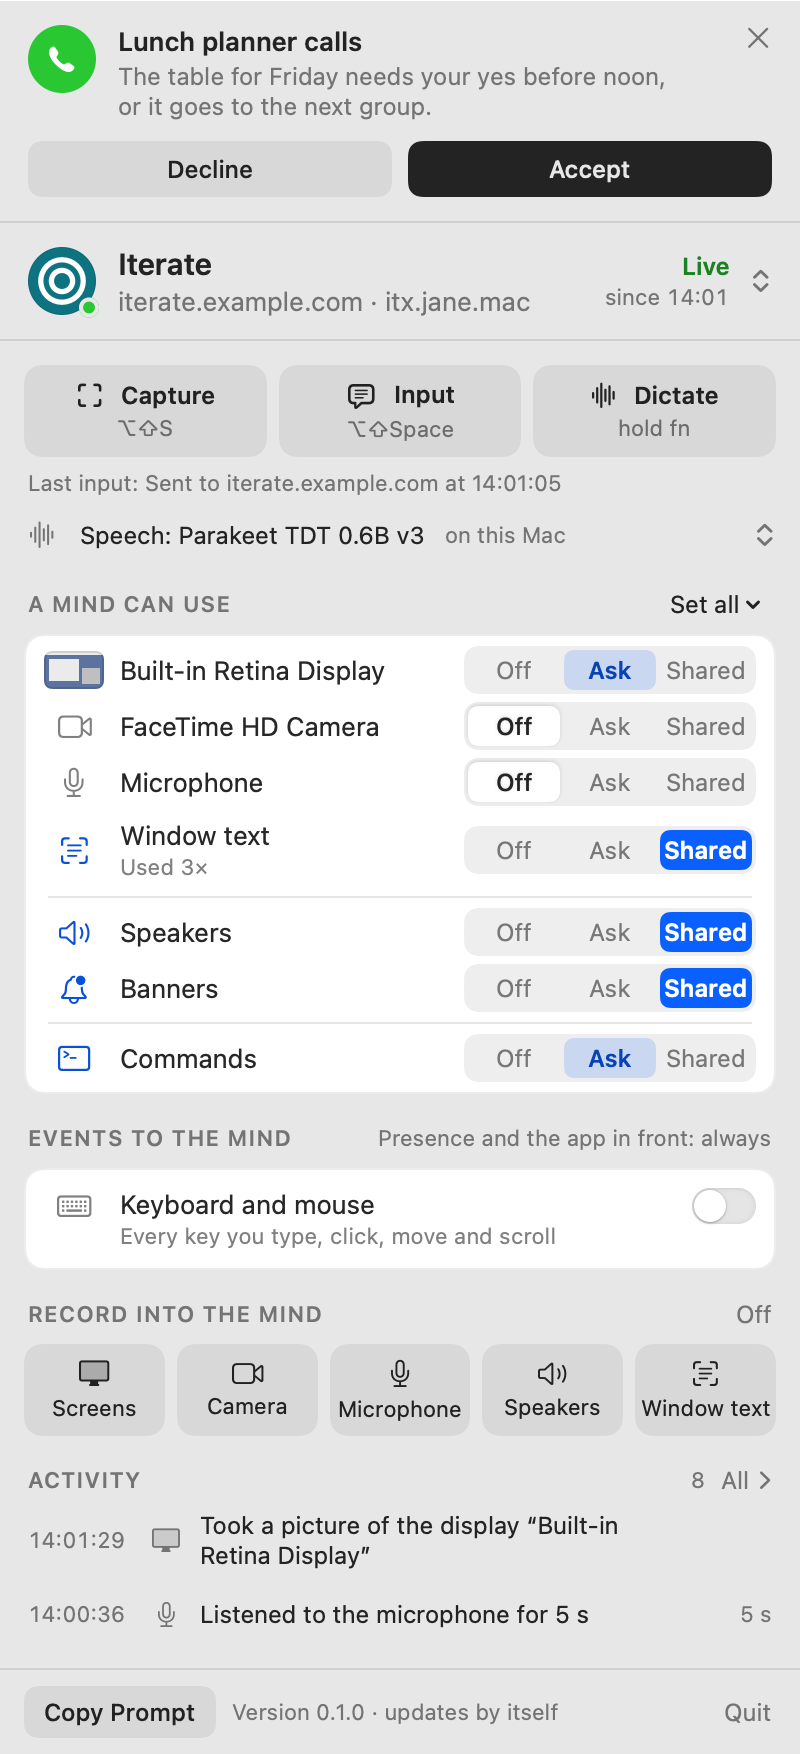 Lunch planner calls
The table for Friday needs your yes before noon,
or it goes to the next group.
Decline
Accept
Iterate
iterate.example.com · itx.jane.mac
Live
since 14:01
Capture
⌥⇧S
Input
⌥⇧Space
Dictate
hold fn
Last input: Sent to iterate.example.com at 14:01:05
Speech: Parakeet TDT 0.6B v3 on this Mac
A MIND CAN USE
Set all
Built-in Retina Display
Off Ask Shared
FaceTime HD Camera
Off Ask Shared
Microphone
Off Ask Shared
Window text
Used 3×
Off Ask Shared
Speakers
Off Ask Shared
Banners
Off Ask Shared
Commands
Off Ask Shared
EVENTS TO THE MIND
Presence and the app in front: always
Keyboard and mouse
Every key you type, click, move and scroll
RECORD INTO THE MIND
Off
Screens
Camera
Microphone
Speakers
Window text
ACTIVITY
8 All
14:01:29
Took a picture of the display “Built-in
Retina Display”
14:00:36
Listened to the microphone for 5 s
5 s
Copy Prompt
Version 0.1.0 · updates by itself
Quit